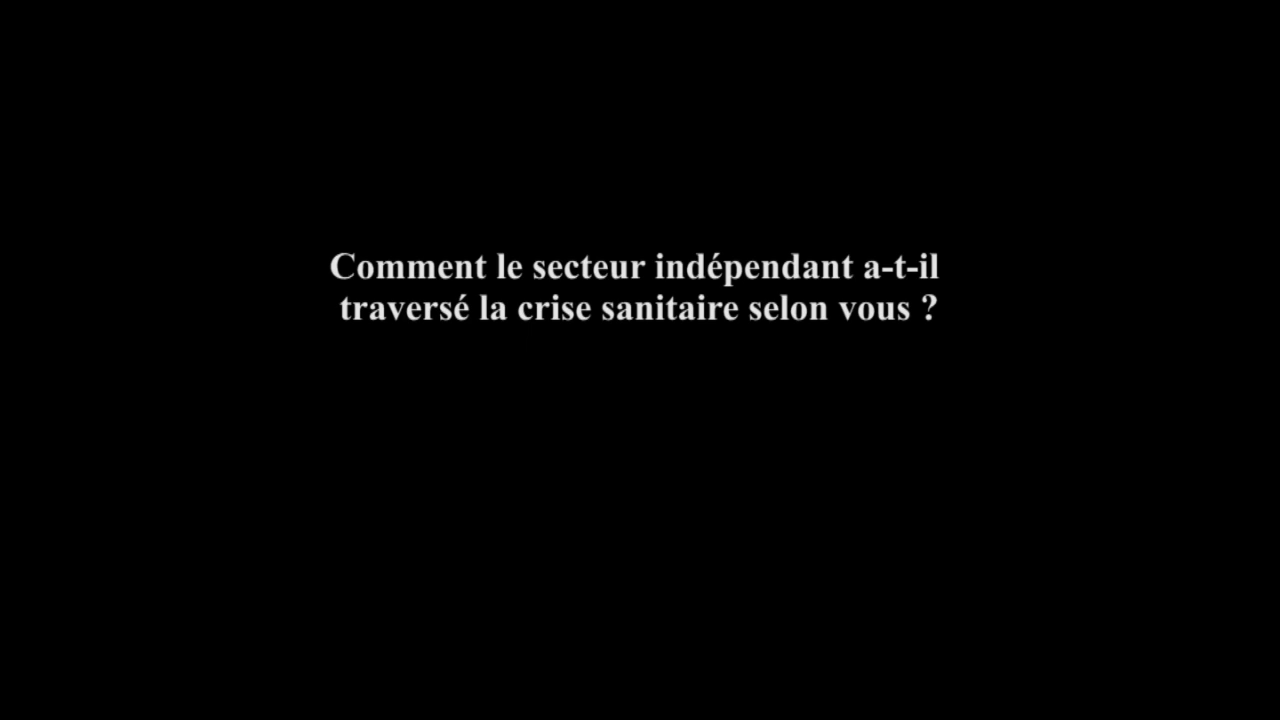 Comment le secteur indépendant a-t-il
traversé la crise sanitaire selon vous ?